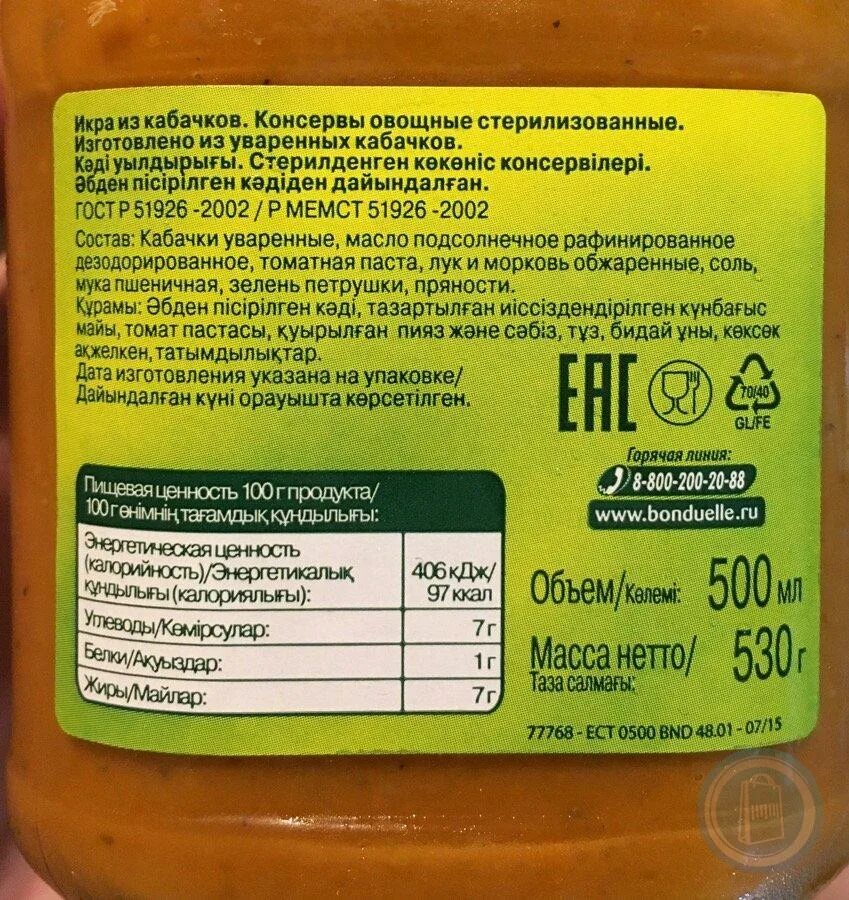 Икра из кабачков. Консервы овощные стерилизованные.
Изготовлено из уваренных кабачков.
Кәді уылдырығы. Стерилденген көкөніс консервілері.
Әбден пісірілген кәдіден дайындалған.
ГОСТ Р 51926 -2002 / Р МЕМСТ 51926 -2002
Состав: Кабачки уваренные, масло подсолнечное рафинированное
дезодорированное, томатная паста, лук и морковь обжаренные, соль,
мука пшеничная, зелень петрушки, пряности.
Құрамы: Әбден пісірілген кәді, тазартылған иіссіздендірілген күнбағыс
майы, томат пастасы, қуырылған пияз және сәбіз, тұз, бидай ұны, көксөк
ақжелкен, татымдылықтар.
Дата изготовления указана на упаковке/
Дайындалған күні орауышта көрсетілген.
EAC
70/40
GL/FE
Горячая линия:
8-800-200-20-88
www.bonduelle.ru
Пищевая ценность 100 г продукта/
100 г өнімнің тағамдық құндылығы:
Энергетическая ценность
(калорийность)/Энергетикалық
құндылығы (калориялығы):
406 кДж/
97 ккал
Углеводы/Көмірсулар: 7 г
Белки/Ақуыздар: 1 г
Жиры/Майлар: 7 г
Объем/Көлемі: 500 мл
Масса нетто/ 530 г
Таза салмағы:
77768 - ECT 0500 BND 48.01 - 07/15